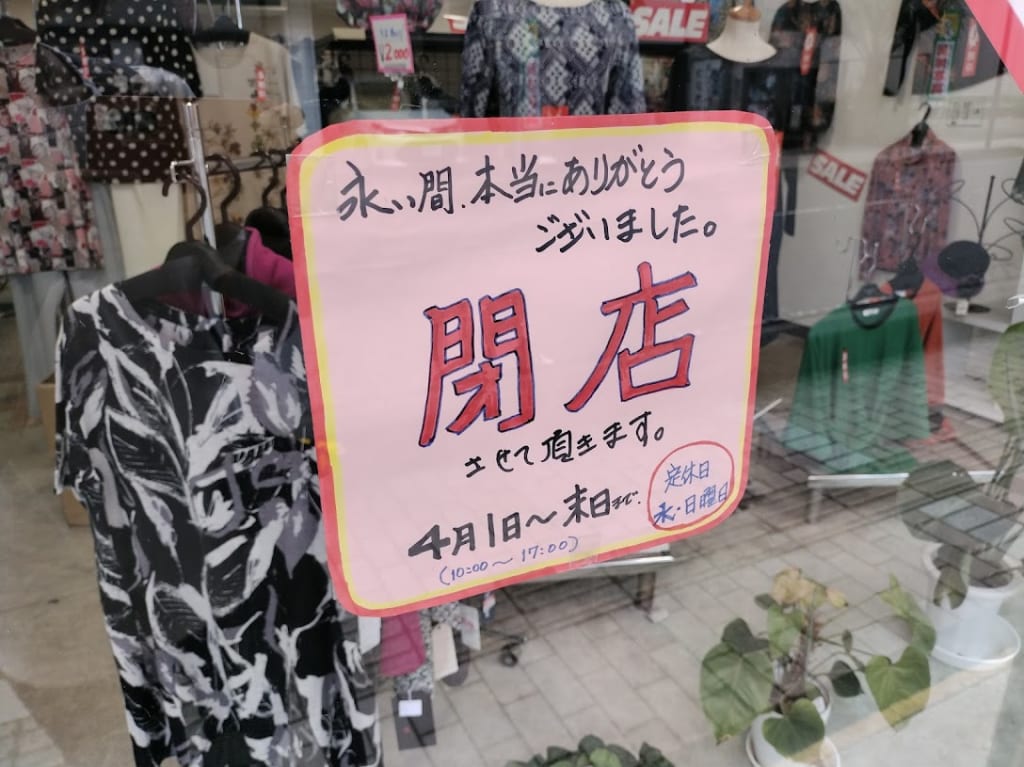 ¥2,000
SALE
SALE
永い間、本当にありがとう
ございました。
閉店
させて頂きます。
4月1日~末日まで.
(10:00~17:00)
定休日
水・日曜日